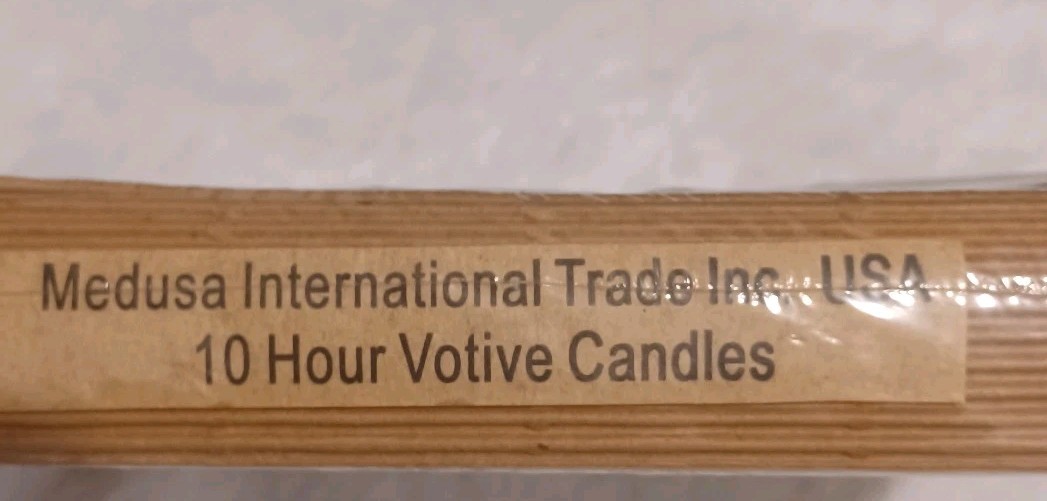 Medusa International Trade Inc. USA
10 Hour Votive Candles